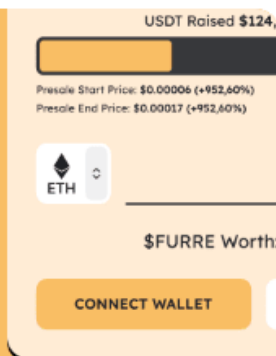 USDT Raised $124,
Presale Start Price: $0.00006 (+952,60%)
Presale End Price: $0.00017 (+952,60%)
ETH
$FURRE Worth:
CONNECT WALLET